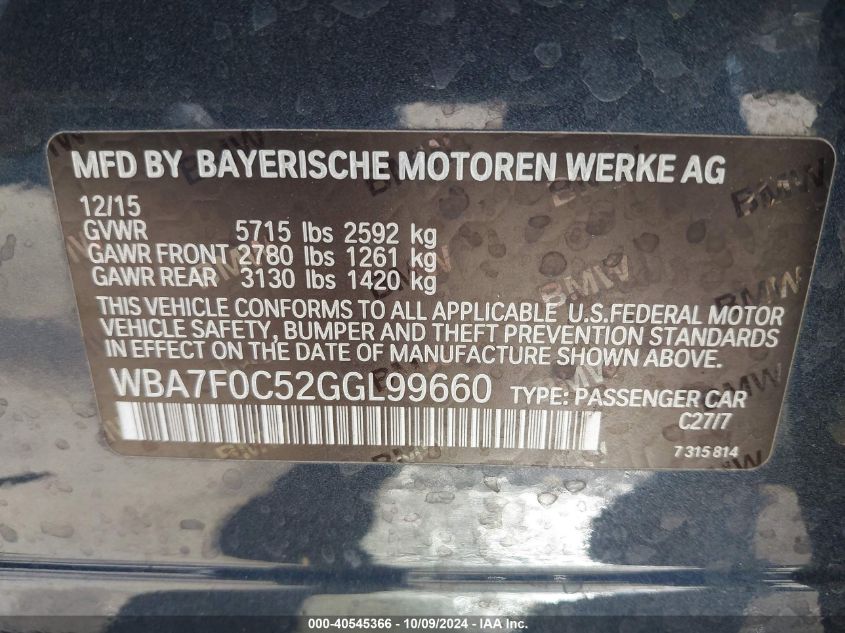 MFD BY BAYERISCHE MOTOREN WERKE AG
12/15
GVWR 5715 lbs 2592 kg
GAWR FRONT 2780 lbs 1261 kg
GAWR REAR 3130 lbs 1420 kg
THIS VEHICLE CONFORMS TO ALL APPLICABLE U.S.FEDERAL MOTOR
VEHICLE SAFETY, BUMPER AND THEFT PREVENTION STANDARDS
IN EFFECT ON THE DATE OF MANUFACTURE SHOWN ABOVE.
WBA7F0C52GGL99660 TYPE: PASSENGER CAR
C27/7
7 315 814
000-40545366 - 10/09/2024 - IAAI.COM